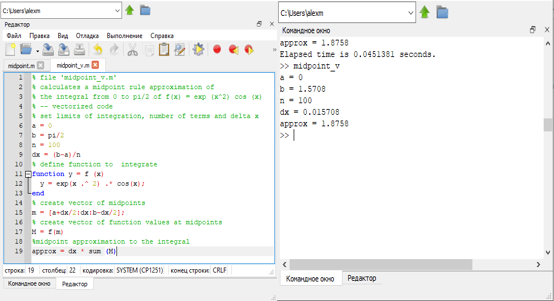 C:\Users\alexm
Редактор
Файл Правка Вид Отладка Выполнение Справка
midpoint.m midpoint_v.m
1 % file 'midpoint_v.m'
2 % calculates a midpoint rule approximation of
3 % the integral from 0 to pi/2 of f(x) = exp (x^2) cos (x)
4 % -- vectorized code
5 % set limits of integration, number of terms and delta x
6 a = 0
7 b = pi/2
8 n = 100
9 dx = (b-a)/n
10 % define function to integrate
11 function y = f (x)
12 y = exp(x .^ 2) .* cos(x);
13 end
14 % create vector of midpoints
15 m = [a+dx/2:dx:b-dx/2];
16 % create vector of function values at midpoints
17 M = f(m)
18 %midpoint approximation to the integral
19 approx = dx * sum (M)
строка: 19 столбец: 22 кодировка: SYSTEM (CP1251) конец строки: CRLF
Командное окно Редактор
C:\Users\alexm
Командное окно
approx = 1.8758
Elapsed time is 0.0451381 seconds.
>> midpoint_v
a = 0
b = 1.5708
n = 100
dx = 0.015708
approx = 1.8758
>>
Командное окно Редактор